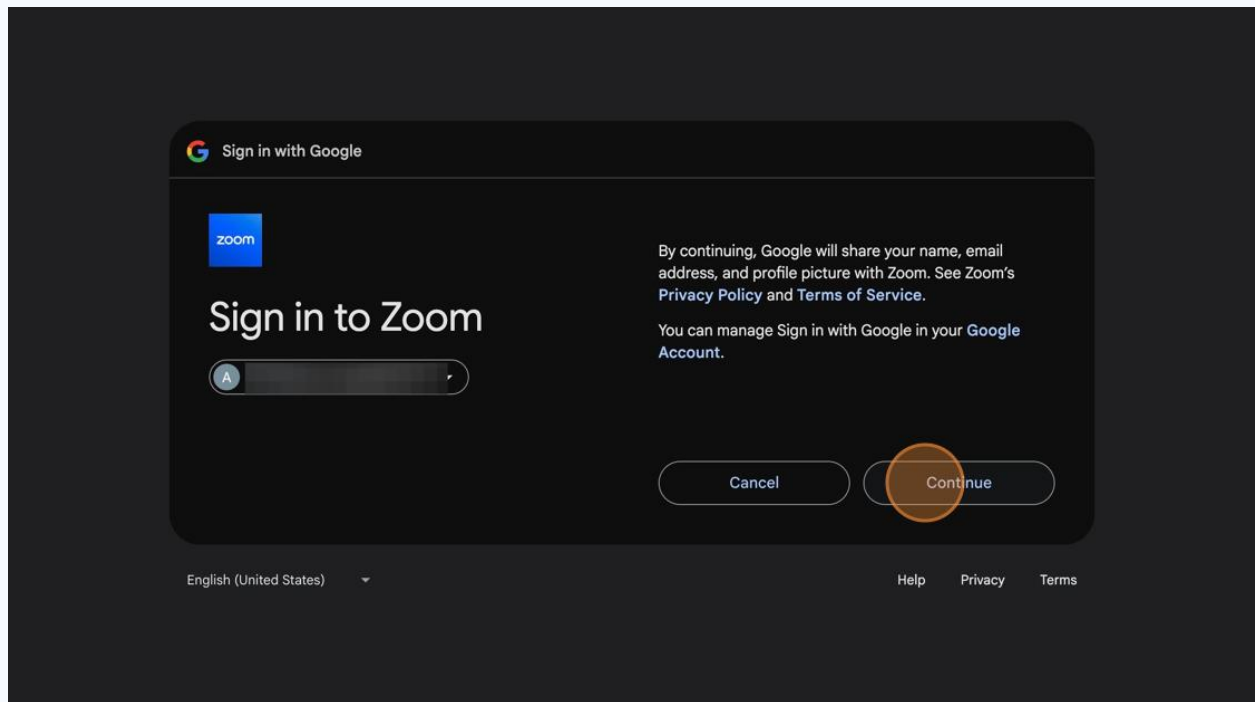 Sign in with Google
zoom
Sign in to Zoom
A
By continuing, Google will share your name, email
address, and profile picture with Zoom. See Zoom’s
Privacy Policy and Terms of Service.
You can manage Sign in with Google in your Google
Account.
Cancel
Continue
English (United States)
Help
Privacy
Terms